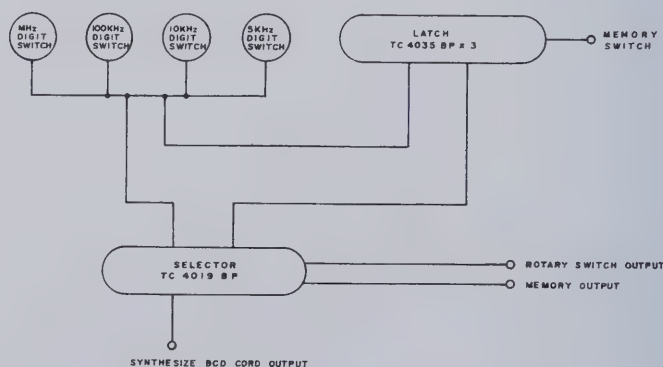 MHz
DIGIT
SWITCH
100KHz
DIGIT
SWITCH
10KHz
DIGIT
SWITCH
5KHz
DIGIT
SWITCH
LATCH
TC 4035 BP × 3
MEMORY
SWITCH
SELECTOR
TC 4019 BP
ROTARY SWITCH OUTPUT
MEMORY OUTPUT
SYNTHESIZE BCD CORD OUTPUT